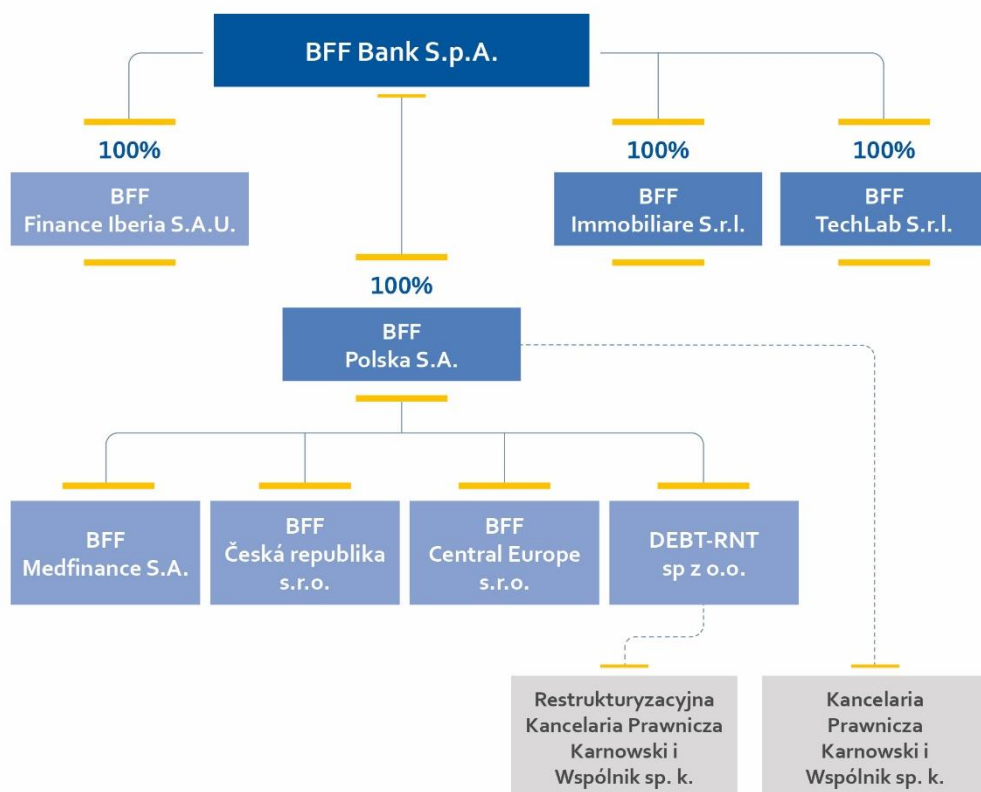 BFF Bank S.p.A.
100%
BFF
Finance Iberia S.A.U.
100%
BFF
Immobiliare S.r.l.
100%
BFF
TechLab S.r.l.
100%
BFF
Polska S.A.
BFF
Medfinance S.A.
BFF
Česká republika
s.r.o.
BFF
Central Europe
s.r.o.
DEBT-RNT
sp z o.o.
Restrukturyzacyjna
Kancelaria Prawnicza
Karnowski i
Wspólnik sp. k.
Kancelaria
Prawnicza
Karnowski i
Wspólnik sp. k.